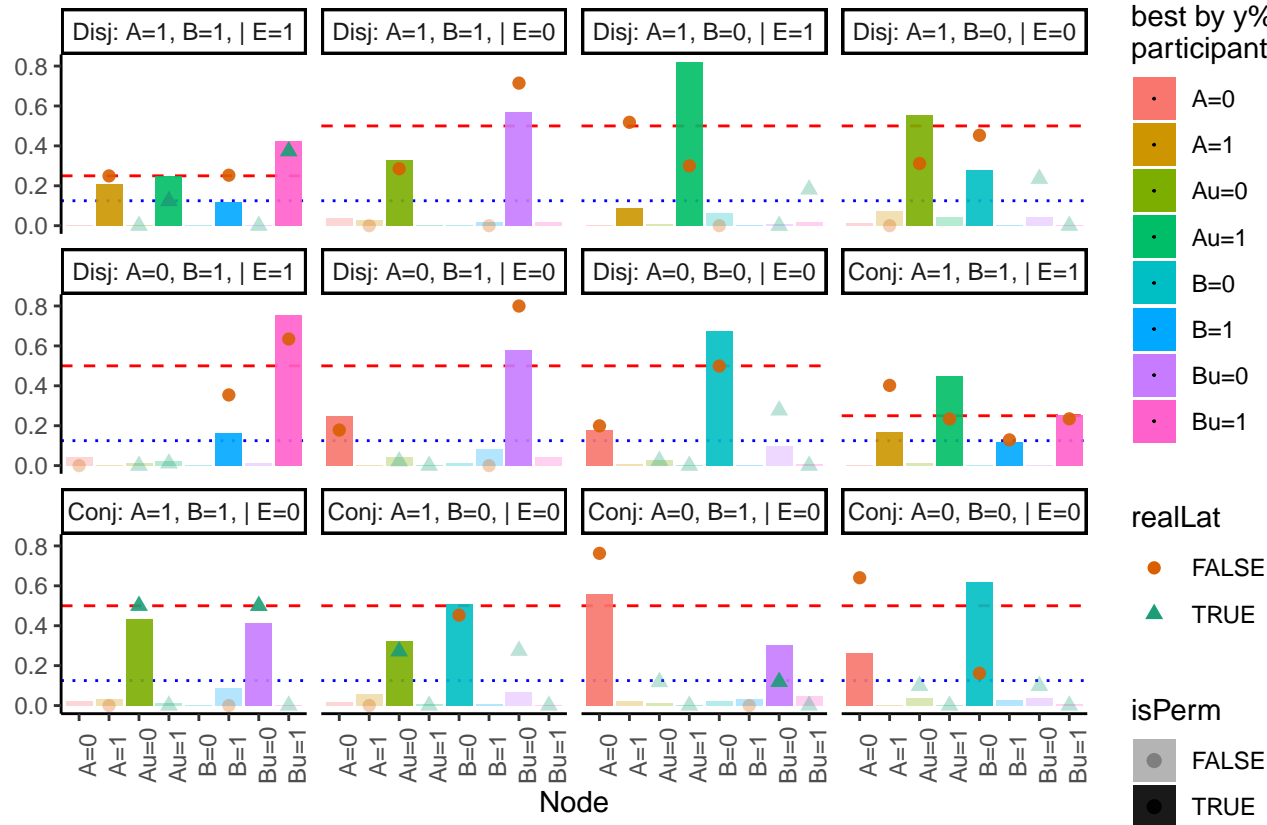 Disj: A=1, B=1, | E=1
Disj: A=1, B=1, | E=0
Disj: A=1, B=0, | E=1
Disj: A=1, B=0, | E=0
0.8
0.6
0.4
0.2
0.0
Disj: A=0, B=1, | E=1
Disj: A=0, B=1, | E=0
Disj: A=0, B=0, | E=0
Conj: A=1, B=1, | E=1
0.8
0.6
0.4
0.2
0.0
Conj: A=1, B=1, | E=0
Conj: A=1, B=0, | E=0
Conj: A=0, B=1, | E=0
Conj: A=0, B=0, | E=0
0.8
0.6
0.4
0.2
0.0
A=0
A=1
Au=0
Au=1
B=0
B=1
Bu=0
Bu=1
A=0
A=1
Au=0
Au=1
B=0
B=1
Bu=0
Bu=1
A=0
A=1
Au=0
Au=1
B=0
B=1
Bu=0
Bu=1
A=0
A=1
Au=0
Au=1
B=0
B=1
Bu=0
Bu=1
Node
best by y%
participant
A=0
A=1
Au=0
Au=1
B=0
B=1
Bu=0
Bu=1
realLat
FALSE
TRUE
isPerm
FALSE
TRUE